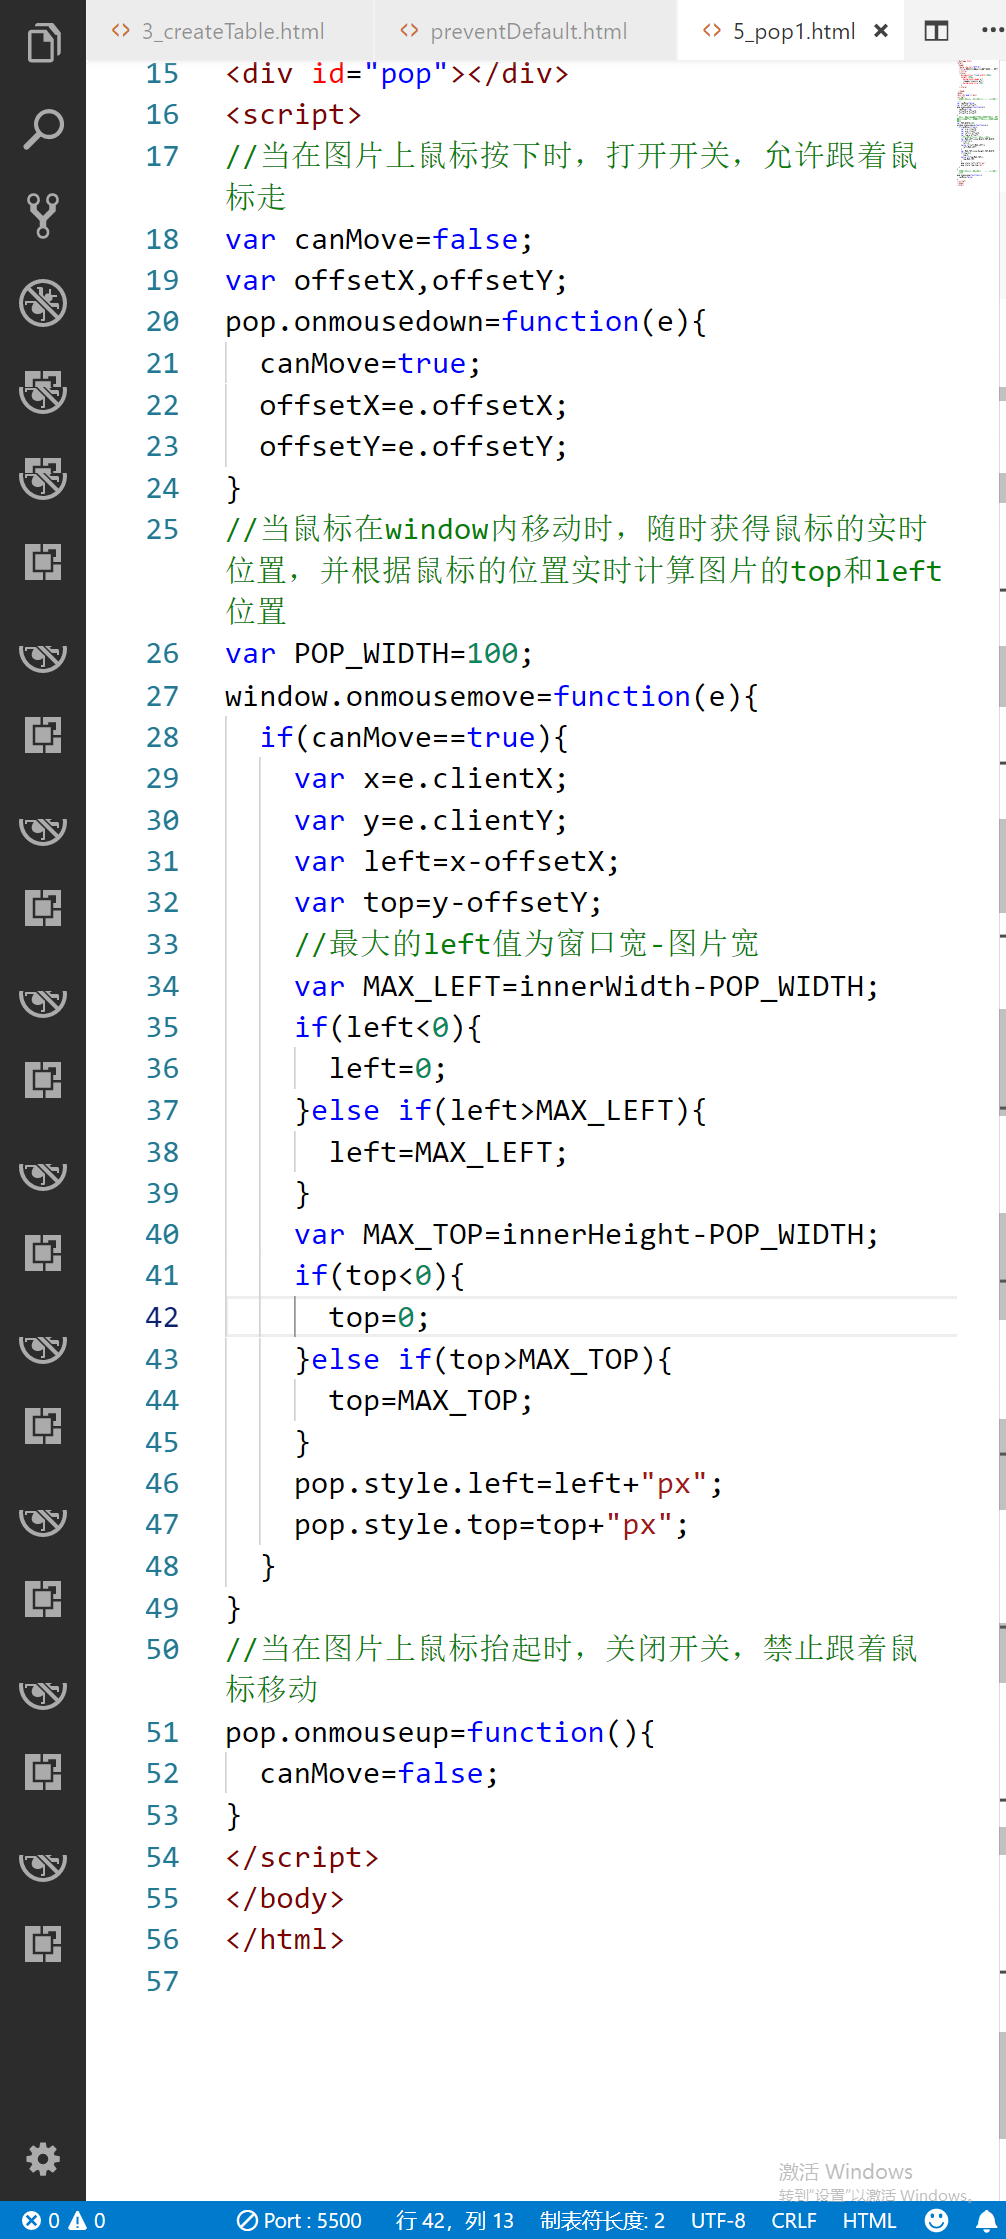 3_createTable.html
preventDefault.html
5_pop1.html
15 <div id="pop"></div>
16 <script>
17 //当在图片上鼠标按下时，打开开关，允许跟着鼠
标走
18 var canMove=false;
19 var offsetX,offsetY;
20 pop.onmousedown=function(e){
21 canMove=true;
22 offsetX=e.offsetX;
23 offsetY=e.offsetY;
24 }
25 //当鼠标在window内移动时，随时获得鼠标的实时
位置，并根据鼠标的位置实时计算图片的top和left
位置
26 var POP_WIDTH=100;
27 window.onmousemove=function(e){
28 if(canMove==true){
29 var x=e.clientX;
30 var y=e.clientY;
31 var left=x-offsetX;
32 var top=y-offsetY;
33 //最大的left值为窗口宽-图片宽
34 var MAX_LEFT=innerWidth-POP_WIDTH;
35 if(left<0){
36 left=0;
37 }else if(left>MAX_LEFT){
38 left=MAX_LEFT;
39 }
40 var MAX_TOP=innerHeight-POP_WIDTH;
41 if(top<0){
42 top=0;
43 }else if(top>MAX_TOP){
44 top=MAX_TOP;
45 }
46 pop.style.left=left+"px";
47 pop.style.top=top+"px";
48 }
49 }
50 //当在图片上鼠标抬起时，关闭开关，禁止跟着鼠
标移动
51 pop.onmouseup=function(){
52 canMove=false;
53 }
54 </script>
55 </body>
56 </html>
57
激活 Windows
转到“设置”以激活 Windows。
0 0 Port : 5500 行 42，列 13 制表符长度: 2 UTF-8 CRLF HTML